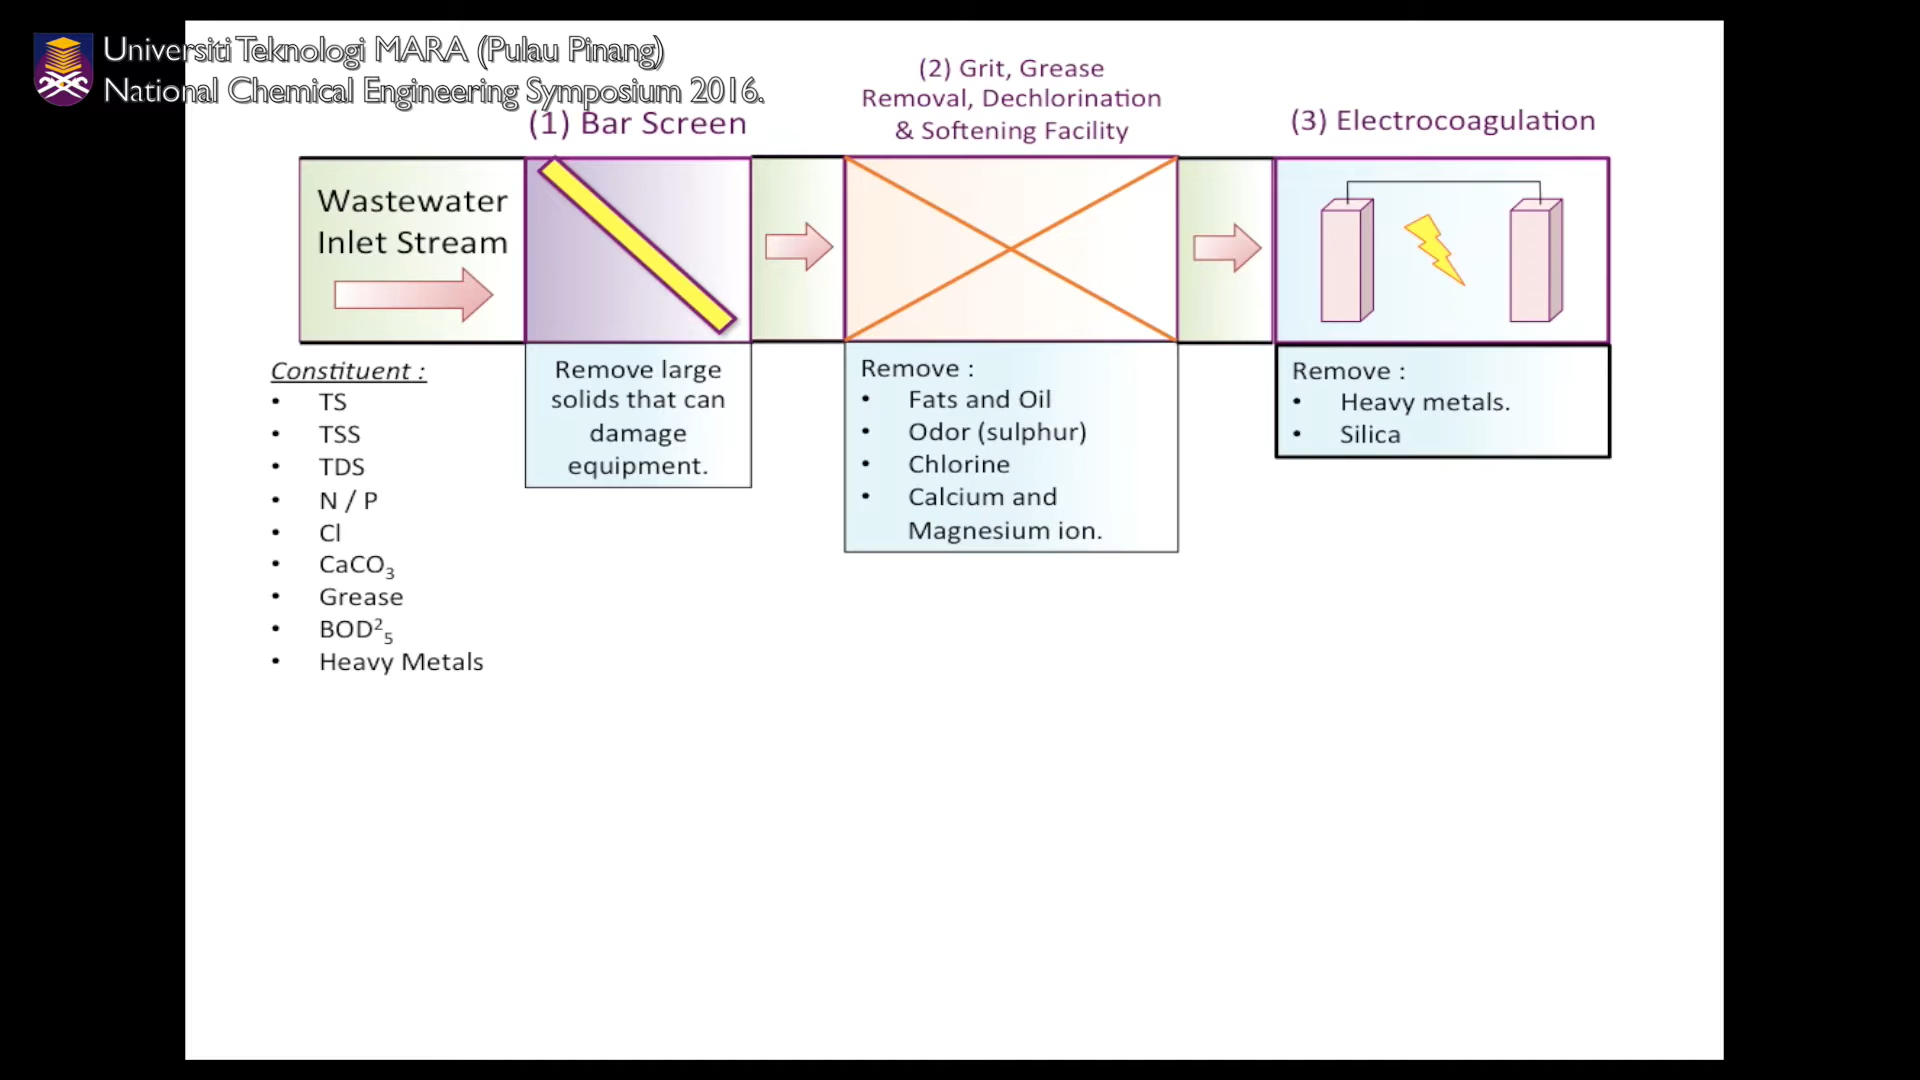 Universiti Teknologi MARA (Pulau Pinang)
National Chemical Engineering Symposium 2016.
(1) Bar Screen
(2) Grit, Grease
Removal, Dechlorination
& Softening Facility
(3) Electrocoagulation
Wastewater
Inlet Stream
Constituent :
• TS
• TSS
• TDS
• N / P
• Cl
• CaCO₃
• Grease
• BOD²₅
• Heavy Metals
Remove large
solids that can
damage
equipment.
Remove :
• Fats and Oil
• Odor (sulphur)
• Chlorine
• Calcium and
Magnesium ion.
Remove :
• Heavy metals.
• Silica